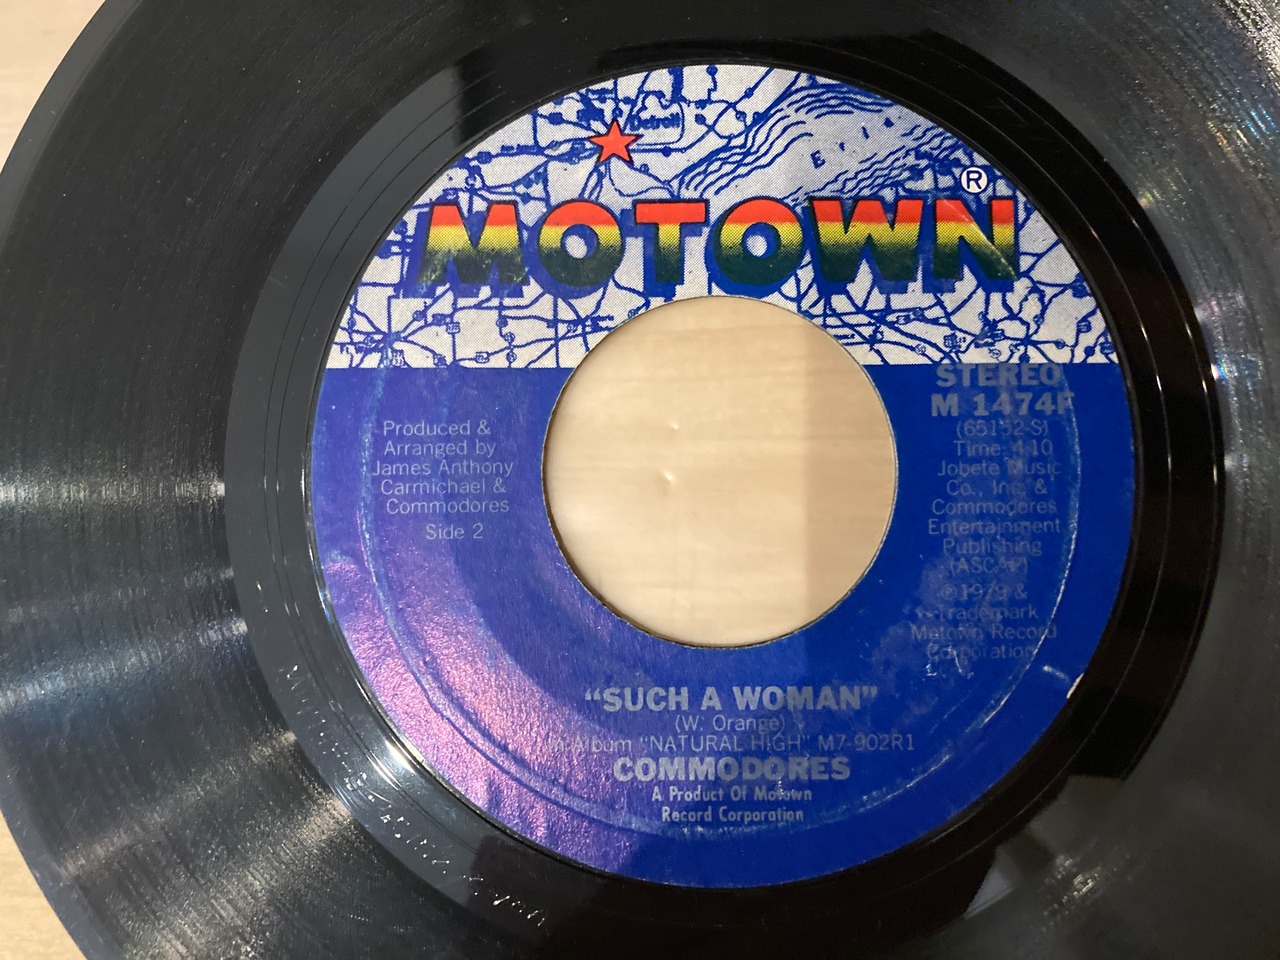 Detroit
Erie
®
MOTOWN
STEREO
M 1474F
(65152-S)
Time: 4:10
Jobete Music
Co., Inc. &
Commodores
Entertainment
Publishing
(ASCAP)
℗ 1979 &
Trademark
Motown Record
Corporation
Produced &
Arranged by
James Anthony
Carmichael &
Commodores
Side 2
“SUCH A WOMAN”
(W. Orange)
In Album "NATURAL HIGH" M7-902R1
COMMODORES
A Product Of Motown
Record Corporation